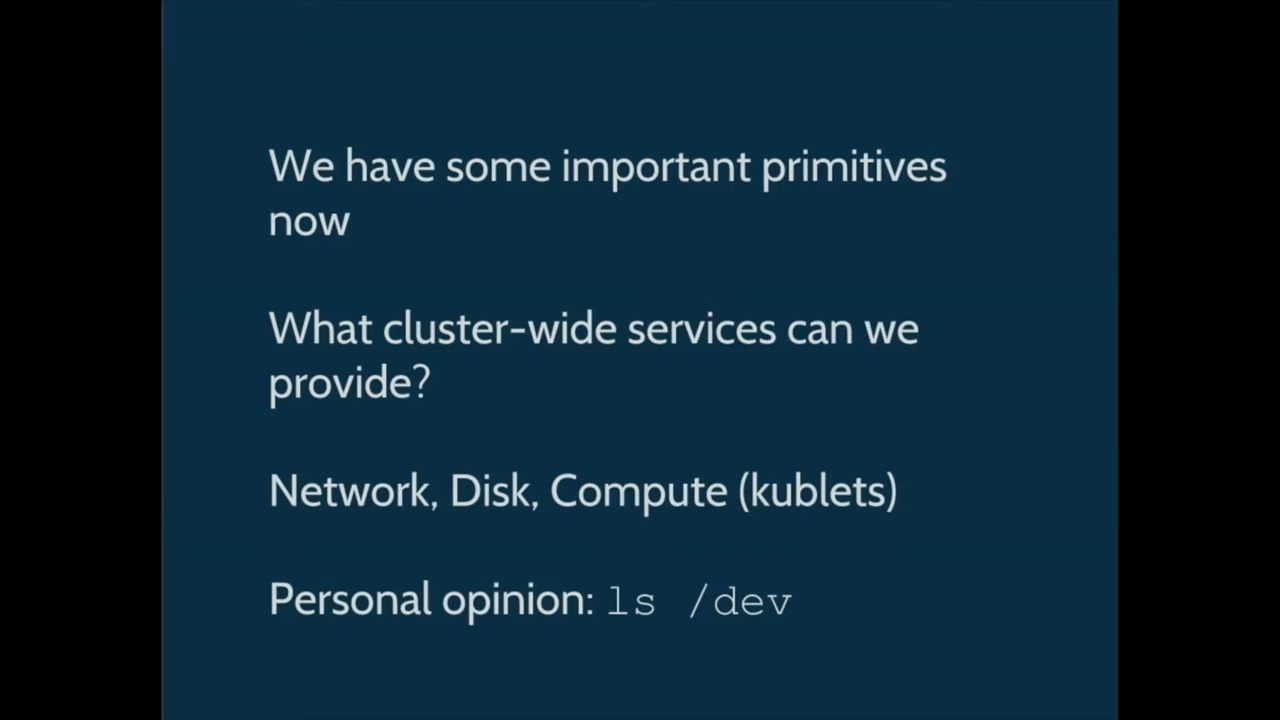 We have some important primitives
now
What cluster-wide services can we
provide?
Network, Disk, Compute (kublets)
Personal opinion: ls /dev